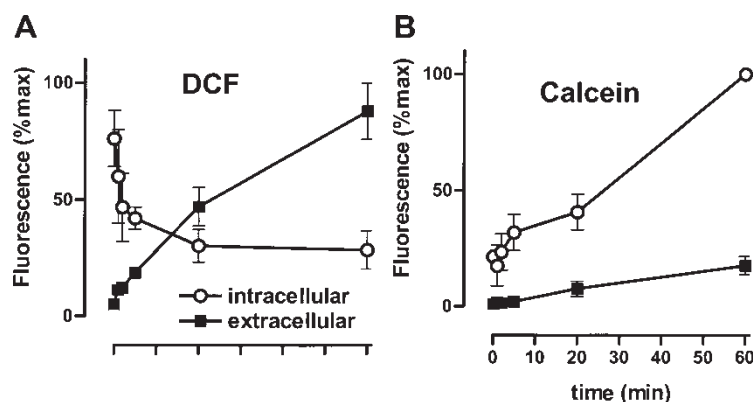 A
DCF
Fluorescence (%max)
100
50
0
intracellular
extracellular
B
Calcein
Fluorescence (%max)
100
50
0
0 10 20 30 40 50 60
time (min)